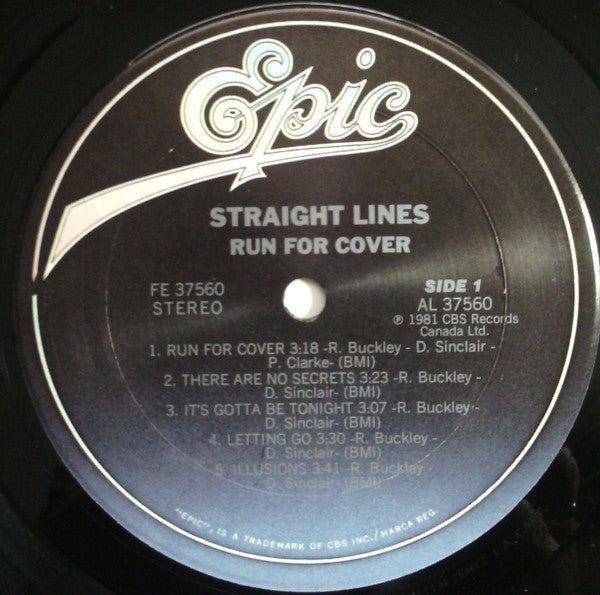 Epic
STRAIGHT LINES
RUN FOR COVER
FE 37560
STEREO
SIDE 1
AL 37560
℗ 1981 CBS Records
Canada Ltd.
1. RUN FOR COVER 3:18 -R. Buckley - D. Sinclair -
P. Clarke- (BMI)
2. THERE ARE NO SECRETS 3:23 -R. Buckley -
D. Sinclair- (BMI)
3. IT'S GOTTA BE TONIGHT 3:07 -R. Buckley -
D. Sinclair- (BMI)
4. LETTING GO 3:30 -R. Buckley -
D. Sinclair- (BMI)
5. ILLUSIONS 3:41 -R. Buckley -
D. Sinclair- (BMI)
"EPIC", IS A TRADEMARK OF CBS INC./MARCA REG.